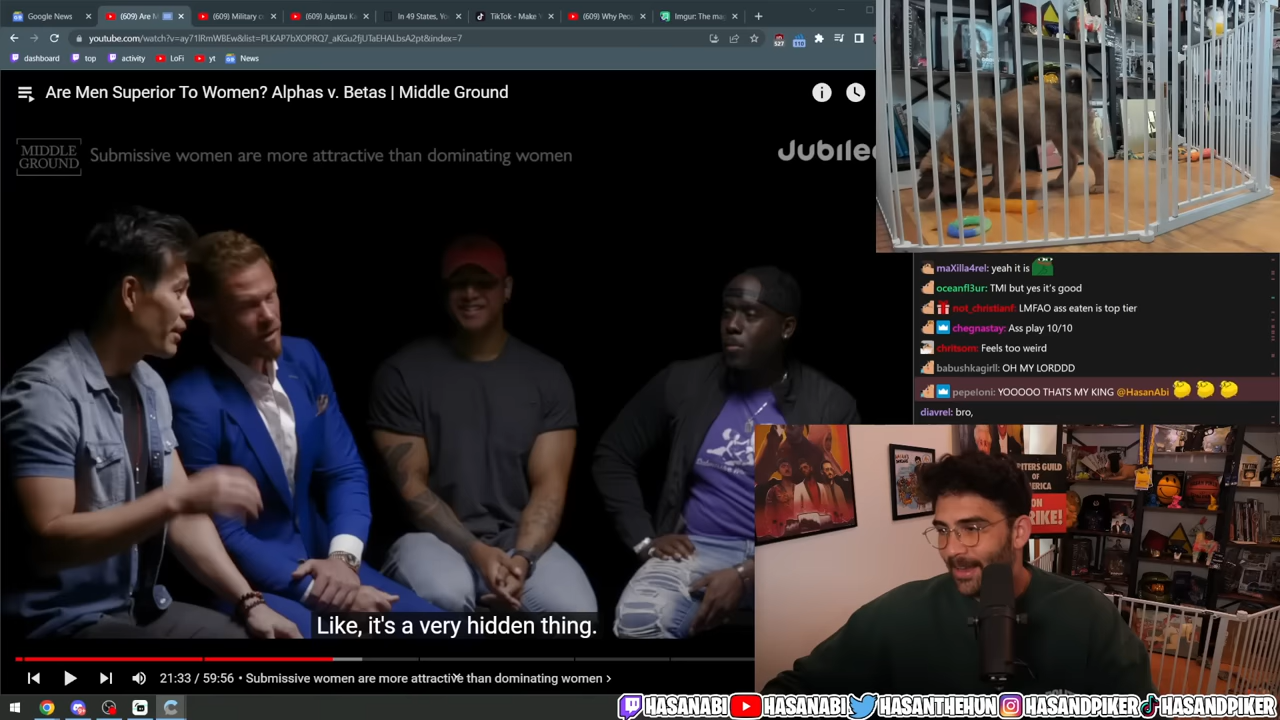 Google News
(609) Are M
(609) Military c
(609) Jujutsu K
In 49 States, Yo
TikTok - Make
(609) Why Peop
Imgur: The mag
youtube.com/watch?v=ay71lRmWBEw&list=PLKAP7bXOPRQ7_aKGu2fjUTaEHALbsA2pt&index=7
527
110
dashboard
top
activity
LoFi
yt
News
Are Men Superior To Women? Alphas v. Betas | Middle Ground
MIDDLE
GROUND
Submissive women are more attractive than dominating women
Jubilee
maXilla4rel: yeah it is
oceanfl3ur: TMI but yes it's good
not_christianf: LMFAO ass eaten is top tier
chegnastay: Ass play 10/10
chritsom: Feels too weird
babushkagirll: OH MY LORDDD
pepeloni: YOOOOO THATS MY KING @HasanAbi
diavrel: bro,
Like, it's a very hidden thing.
21:33 / 59:56 • Submissive women are more attractive than dominating women
HASANABI
HASANABI
HASANTHEHUN
HASANDPIKER
HASANDPIKER